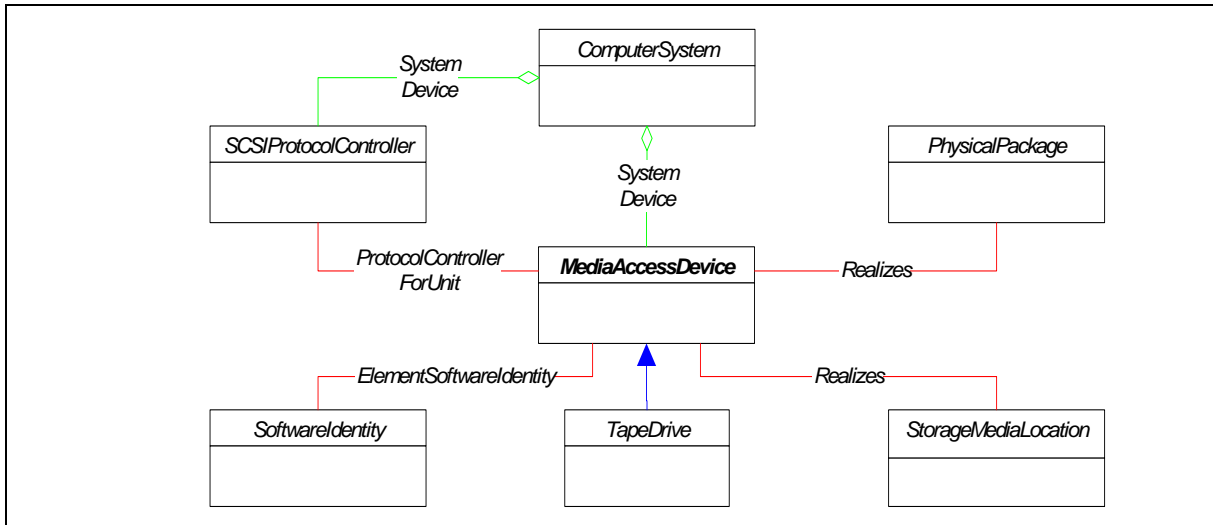 ComputerSystem
System
Device
SCSIProtocolController
PhysicalPackage
System
Device
ProtocolController
ForUnit
MediaAccessDevice
Realizes
ElementSoftwareIdentity
Realizes
SoftwareIdentity
TapeDrive
StorageMediaLocation